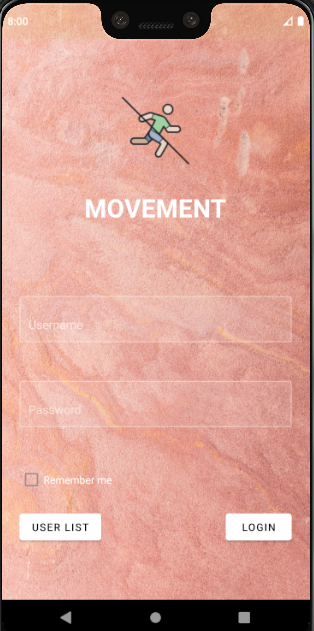 8:00
MOVEMENT
Username
Password
Remember me
USER LIST LOGIN